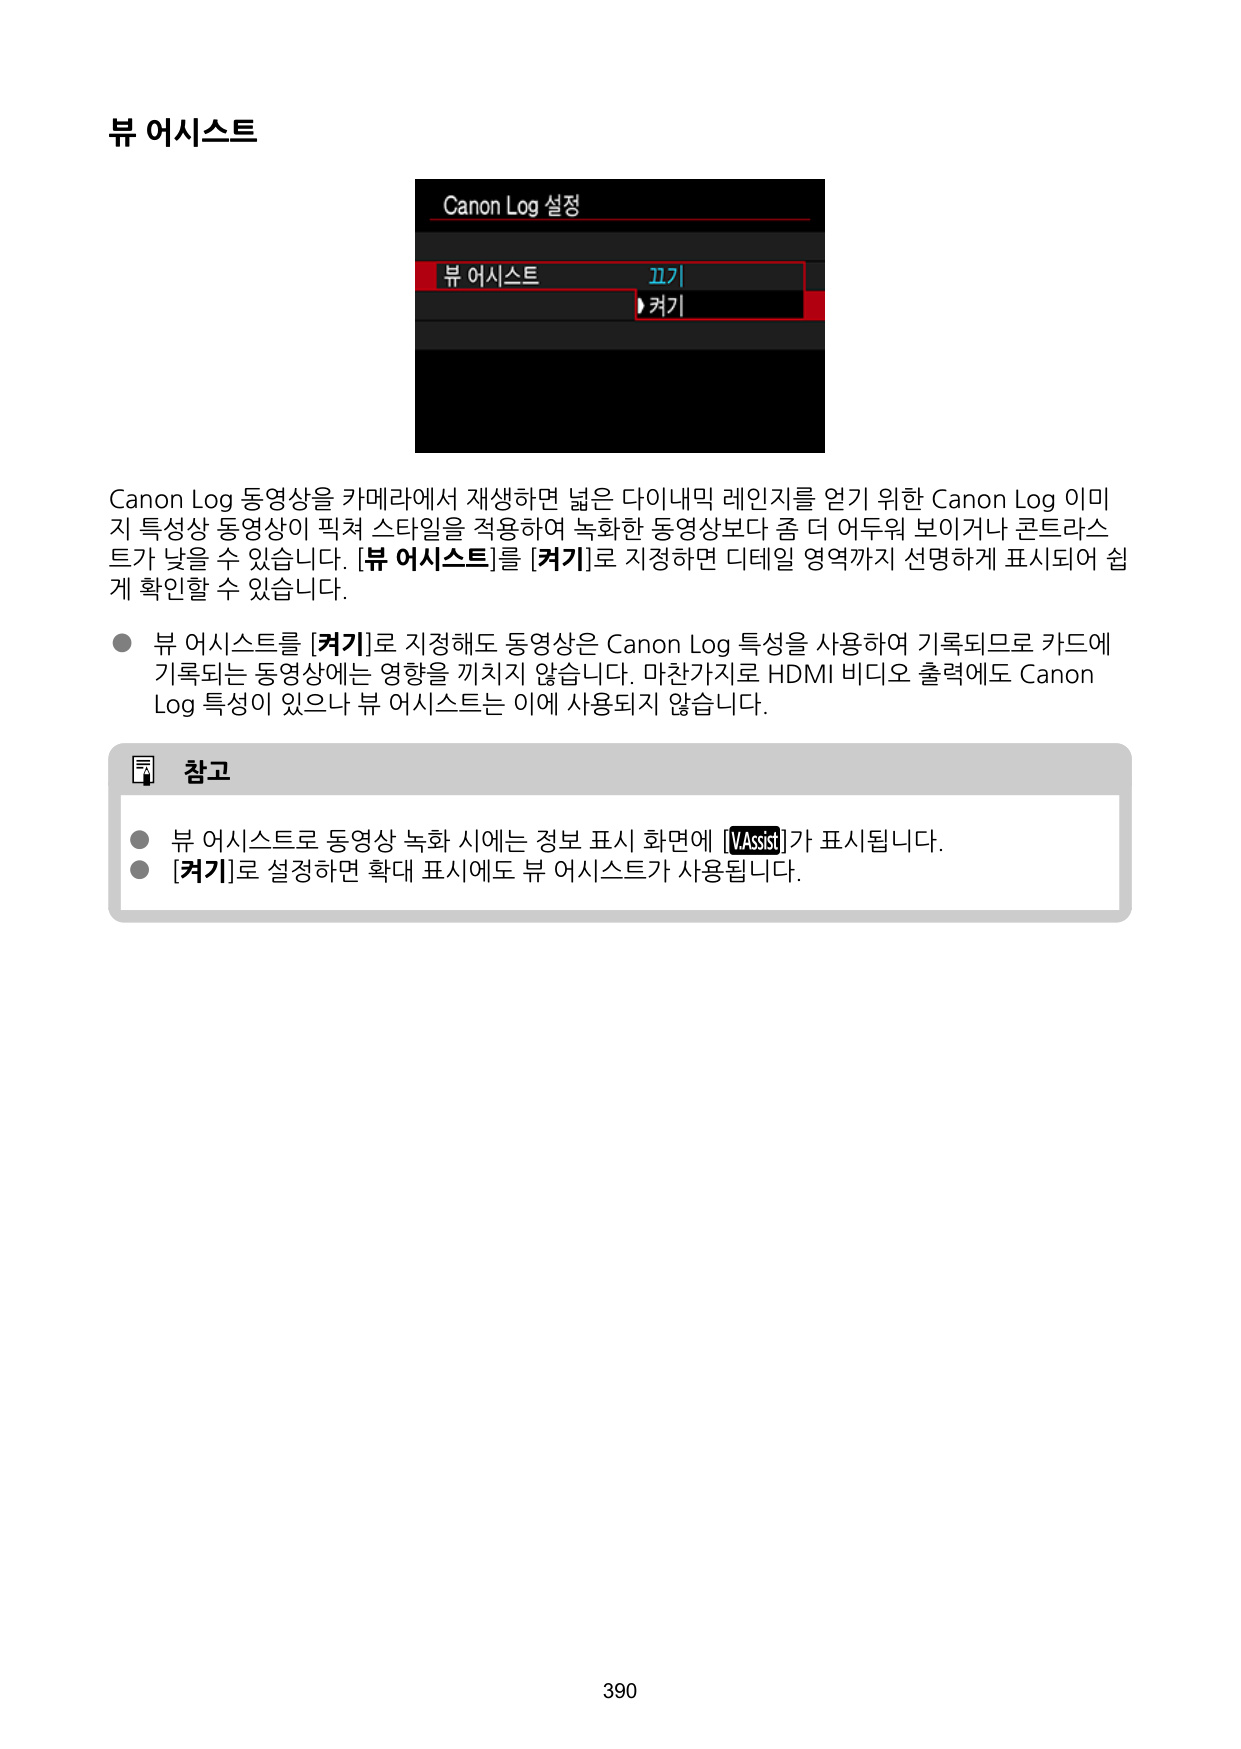 뷰 어시스트
Canon Log 설정
뷰 어시스트 끄기
켜기
Canon Log 동영상을 카메라에서 재생하면 넓은 다이내믹 레인지를 얻기 위한 Canon Log 이미
지 특성상 동영상이 픽쳐 스타일을 적용하여 녹화한 동영상보다 좀 더 어두워 보이거나 콘트라스
트가 낮을 수 있습니다. [뷰 어시스트]를 [켜기]로 지정하면 디테일 영역까지 선명하게 표시되어 쉽
게 확인할 수 있습니다.
● 뷰 어시스트를 [켜기]로 지정해도 동영상은 Canon Log 특성을 사용하여 기록되므로 카드에
기록되는 동영상에는 영향을 끼치지 않습니다. 마찬가지로 HDMI 비디오 출력에도 Canon
Log 특성이 있으나 뷰 어시스트는 이에 사용되지 않습니다.
참고
● 뷰 어시스트로 동영상 녹화 시에는 정보 표시 화면에 [V.Assist]가 표시됩니다.
● [켜기]로 설정하면 확대 표시에도 뷰 어시스트가 사용됩니다.
390